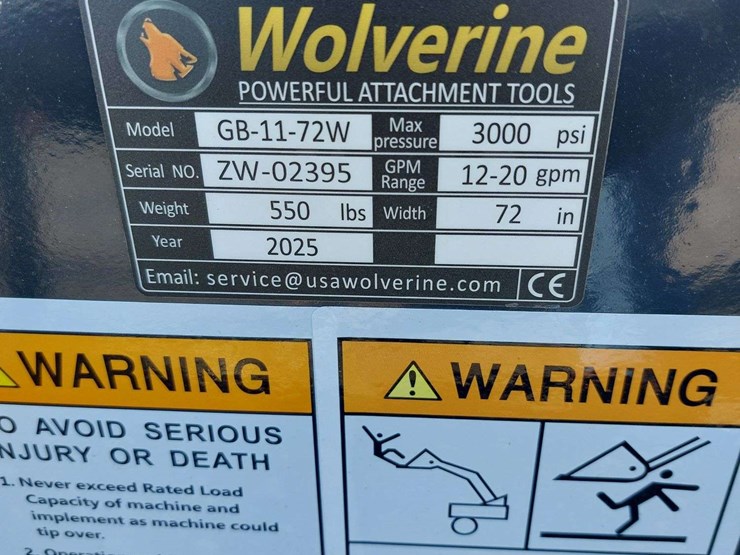 Wolverine
POWERFUL ATTACHMENT TOOLS
Model GB-11-72W Max pressure 3000 psi
Serial NO. ZW-02395 GPM Range 12-20 gpm
Weight 550 lbs Width 72 in
Year 2025
Email: service@usawolverine.com CE
WARNING
O AVOID SERIOUS
NJURY OR DEATH
1. Never exceed Rated Load
Capacity of machine and
implement as machine could
tip over.
2.
WARNING